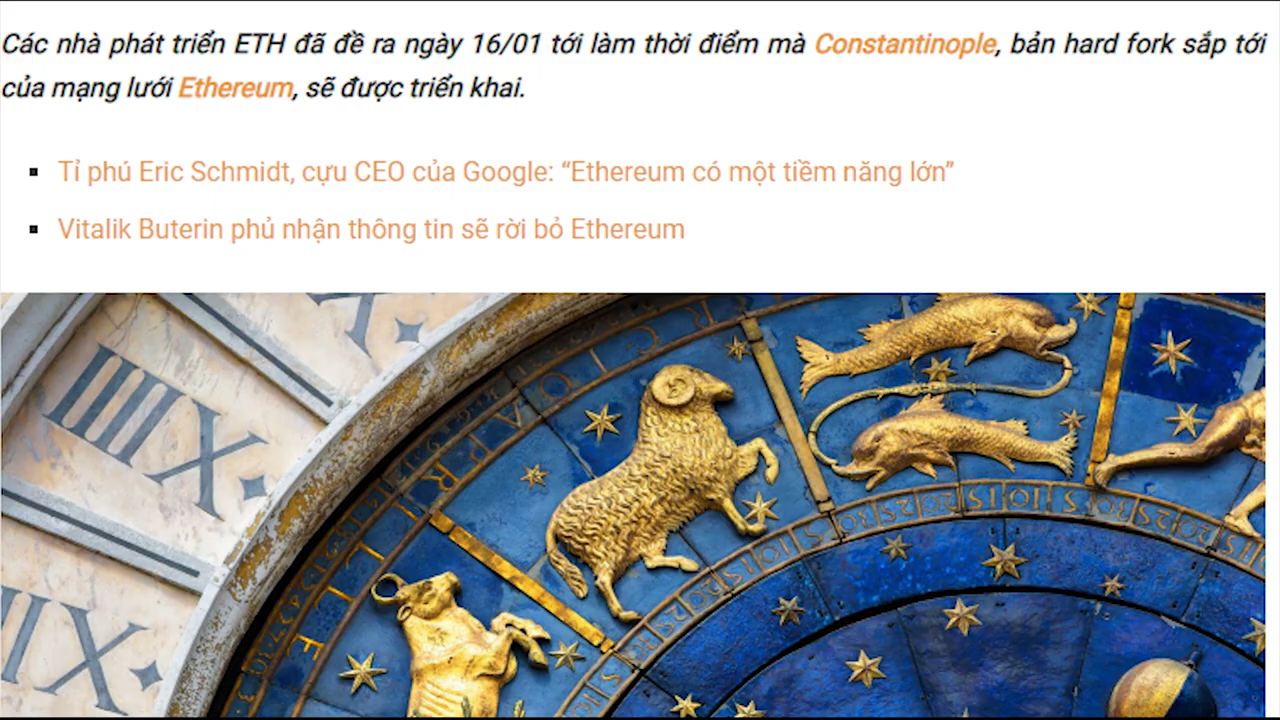 Các nhà phát triển ETH đã đề ra ngày 16/01 tới làm thời điểm mà Constantinople, bản hard fork sắp tới
của mạng lưới Ethereum, sẽ được triển khai.
Tỉ phú Eric Schmidt, cựu CEO của Google: “Ethereum có một tiềm năng lớn”
Vitalik Buterin phủ nhận thông tin sẽ rời bỏ Ethereum